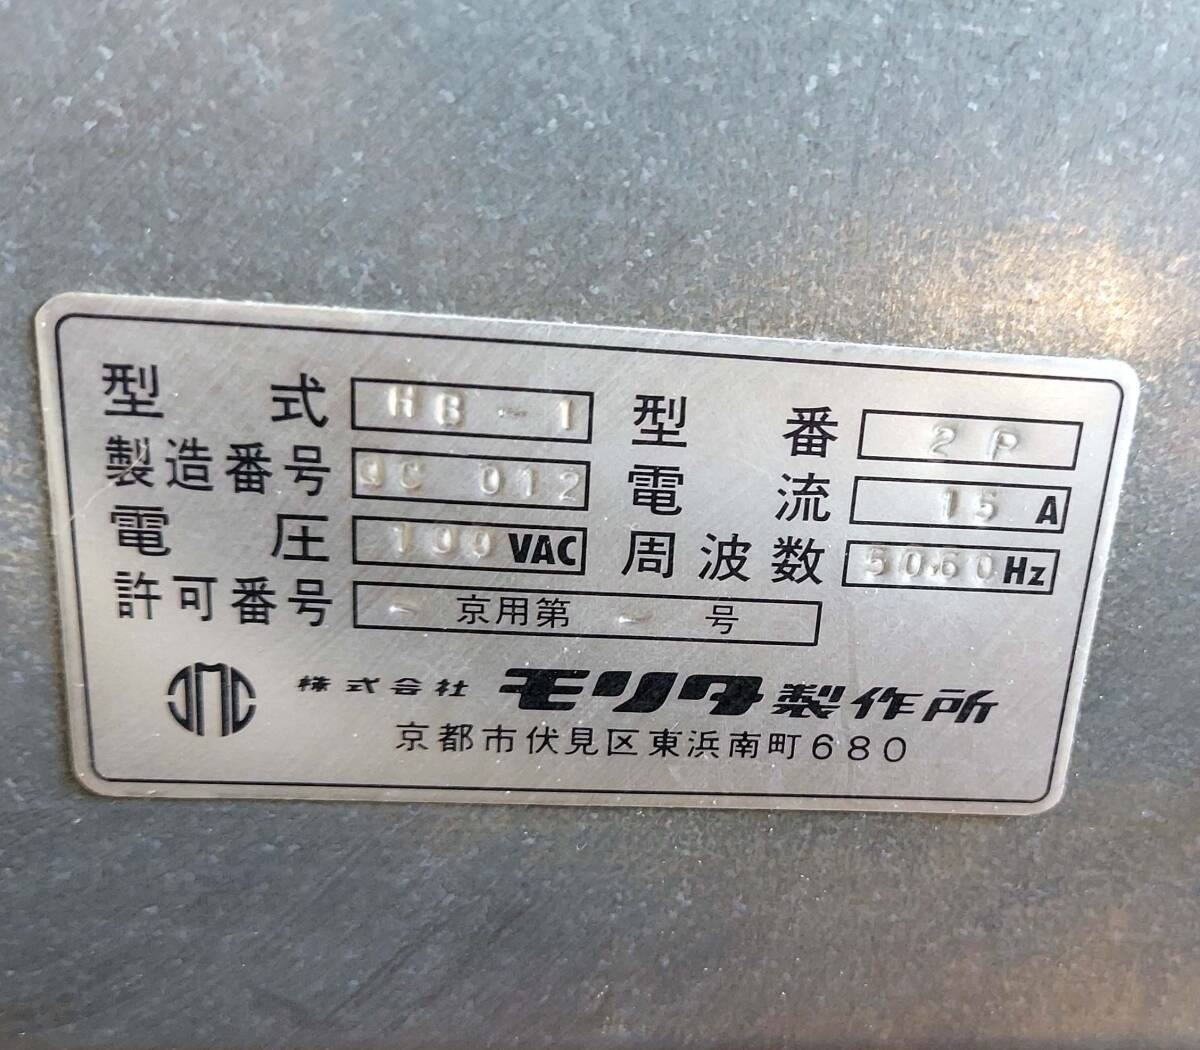 型式 HB-1 型番 2P
製造番号 012 電流 15 A
電圧 100 VAC 周波数 50.60 Hz
許可番号 - 京用第 - 号
JMC 株式会社 モリタ製作所
京都市伏見区東浜南町680